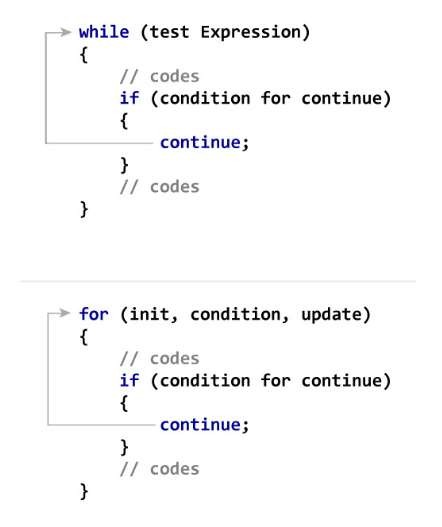 while (test Expression)
{
// codes
if (condition for continue)
{
continue;
}
// codes
}
for (init, condition, update)
{
// codes
if (condition for continue)
{
continue;
}
// codes
}